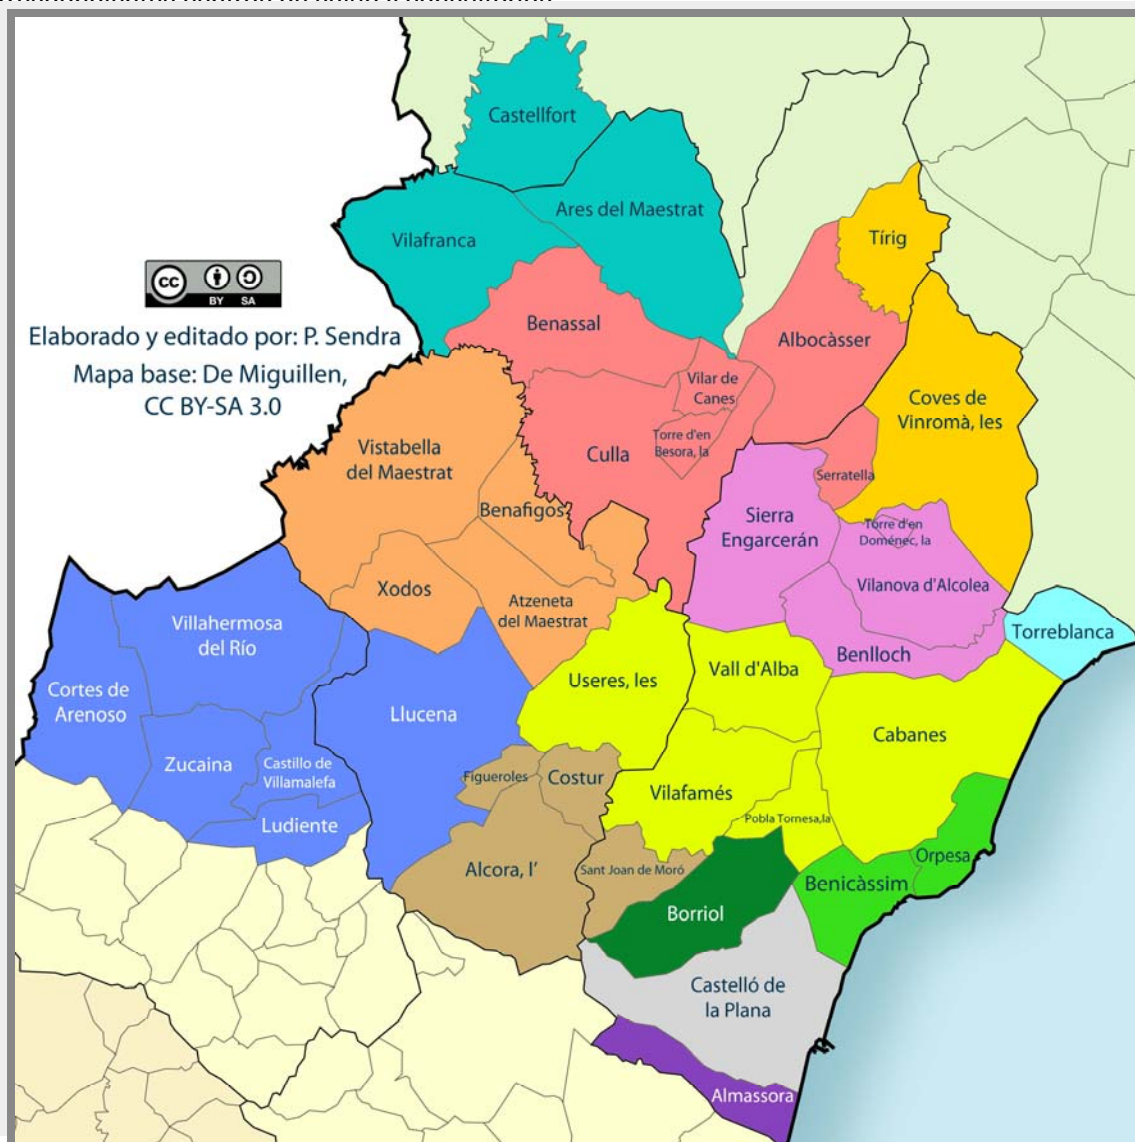 Castellfort
Ares del Maestrat
Vilafranca
Tírig
cc
BY SA
Elaborado y editado por: P. Sendra
Mapa base: De Miguillen,
CC BY-SA 3.0
Benassal
Albocàsser
Vilar de
Canes
Coves de
Vinromà, les
Torre d'en
Besora, la
Culla
Vistabella
del Maestrat
Serratella
Benafigos
Sierra
Engarcerán
Torre d'en
Doménec, la
Vilanova d'Alcolea
Xodos
Atzeneta
del Maestrat
Villahermosa
del Río
Torreblanca
Benlloch
Vall d'Alba
Useres, les
Cortes de
Arenoso
Llucena
Cabanes
Zucaina
Castillo de
Villamalefa
Figueroles
Costur
Vilafamés
Pobla Tornesa,la
Ludiente
Orpesa
Alcora, l'
Sant Joan de Moró
Benicàssim
Borriol
Castelló de
la Plana
Almassora